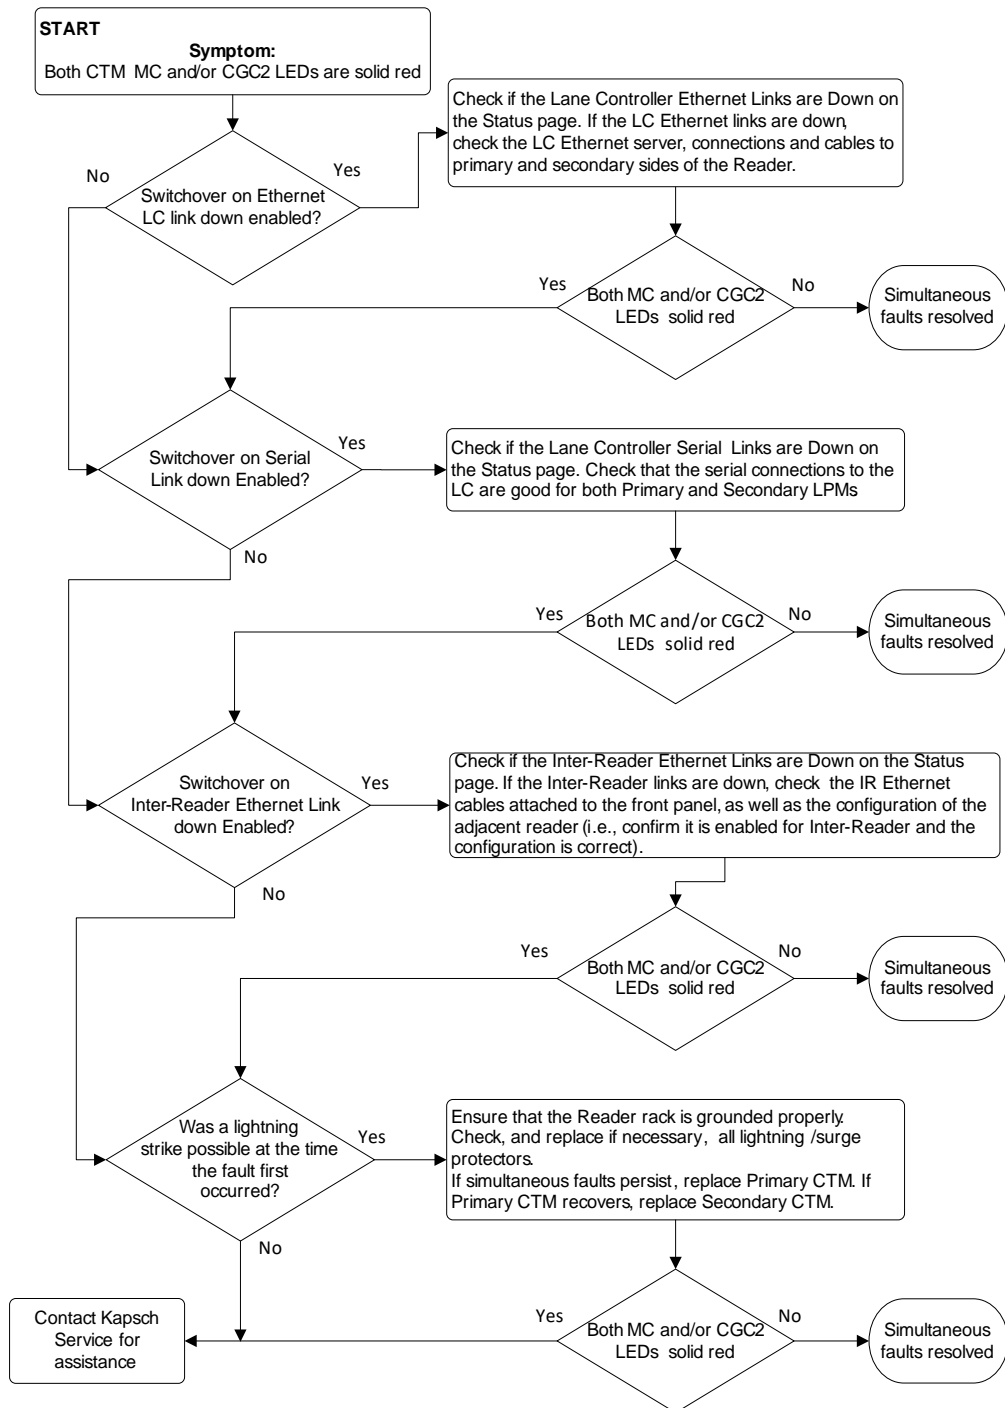 START
Symptom:
Both CTM MC and/or CGC2 LEDs are solid red
Check if the Lane Controller Ethernet Links are Down on
the Status page. If the LC Ethernet links are down,
check the LC Ethernet server, connections and cables to
primary and secondary sides of the Reader.
No
Yes
Switchover on Ethernet
LC link down enabled?
Yes
No
Both MC and/or CGC2
LEDs solid red
Simultaneous
faults resolved
Switchover on Serial
Link down Enabled?
Yes
No
Check if the Lane Controller Serial Links are Down on
the Status page. Check that the serial connections to the
LC are good for both Primary and Secondary LPMs
Yes
No
Both MC and/or CGC2
LEDs solid red
Simultaneous
faults resolved
Switchover on
Inter-Reader Ethernet Link
down Enabled?
Yes
No
Check if the Inter-Reader Ethernet Links are Down on the Status
page. If the Inter-Reader links are down, check the IR Ethernet
cables attached to the front panel, as well as the configuration of the
adjacent reader (i.e., confirm it is enabled for Inter-Reader and the
configuration is correct).
Yes
No
Both MC and/or CGC2
LEDs solid red
Simultaneous
faults resolved
Was a lightning
strike possible at the time
the fault first
occurred?
Yes
No
Ensure that the Reader rack is grounded properly.
Check, and replace if necessary, all lightning /surge
protectors.
If simultaneous faults persist, replace Primary CTM. If
Primary CTM recovers, replace Secondary CTM.
Yes
No
Both MC and/or CGC2
LEDs solid red
Simultaneous
faults resolved
Contact Kapsch
Service for
assistance